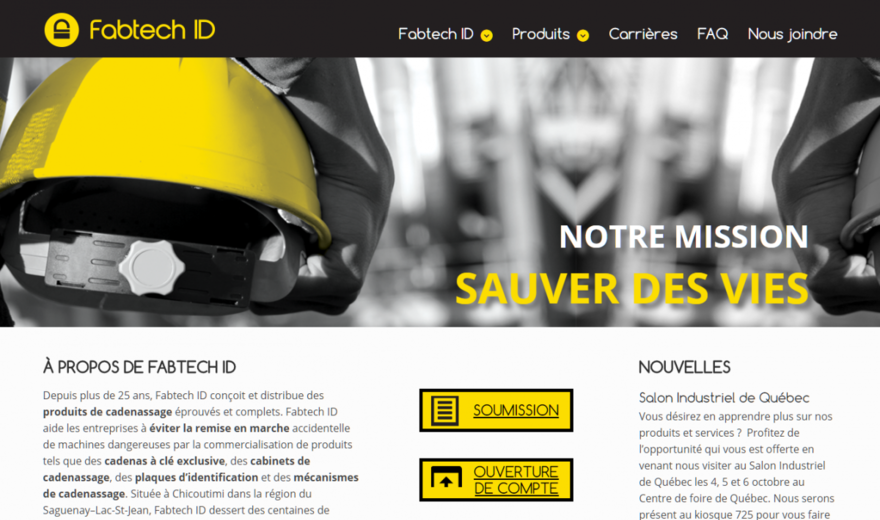 Fabtech ID
Fabtech ID Produits Carrières FAQ Nous joindre
NOTRE MISSION
SAUVER DES VIES
À PROPOS DE FABTECH ID
Depuis plus de 25 ans, Fabtech ID conçoit et distribue des
produits de cadenassage éprouvés et complets. Fabtech ID
aide les entreprises à éviter la remise en marche accidentelle
de machines dangereuses par la commercialisation de produits
tels que des cadenas à clé exclusive, des cabinets de
cadenassage, des plaques d'identification et des mécanismes
de cadenassage. Située à Chicoutimi dans la région du
Saguenay–Lac-St-Jean, Fabtech ID dessert des centaines de
SOUMISSION
OUVERTURE
DE COMPTE
NOUVELLES
Salon Industriel de Québec
Vous désirez en apprendre plus sur nos
produits et services ? Profitez de
l'opportunité qui vous est offerte en
venant nous visiter au Salon Industriel
de Québec les 4, 5 et 6 octobre au
Centre de foire de Québec. Nous serons
présent au kiosque 725 pour vous faire